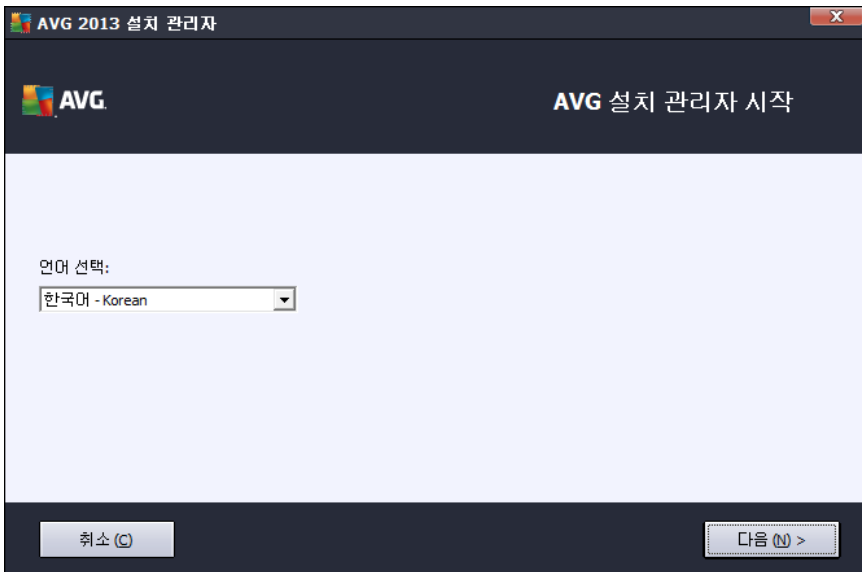 AVG 2013 설치 관리자
AVG.
AVG 설치 관리자 시작
언어 선택:
한국어 - Korean
취소 (C)
다음 (N) >